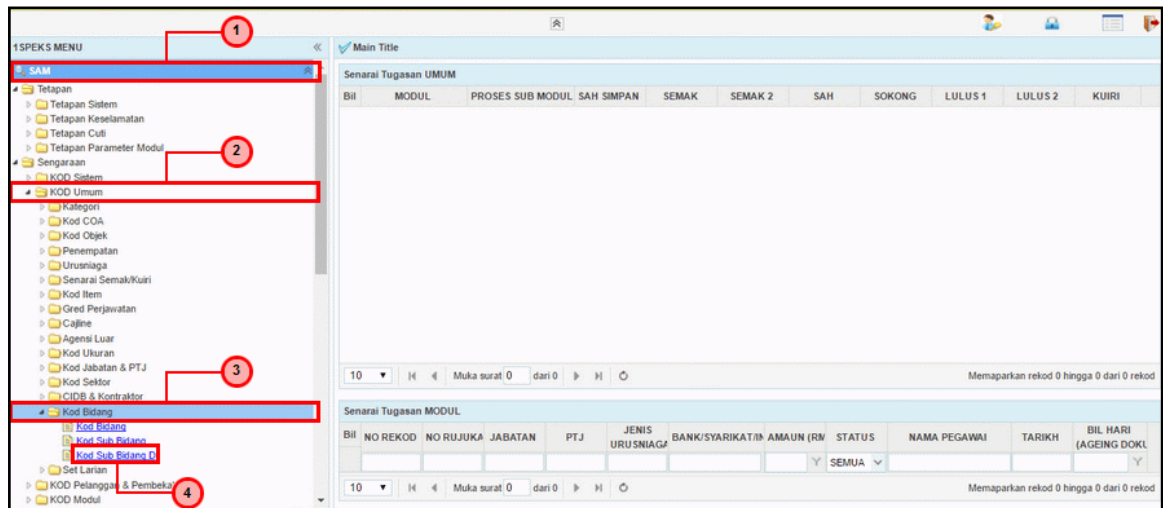 1
1SPEKS MENU
Main Title
SAM
Senarai Tugasan UMUM
Tetapan
Bil MODUL PROSES SUB MODUL SAH SIMPAN SEMAK SEMAK 2 SAH SOKONG LULUS 1 LULUS 2 KUIRI
Tetapan Sistem
Tetapan Keselamatan
Tetapan Cuti
Tetapan Parameter Modul
2
Sengaraan
KOD Sistem
KOD Umum
Kategori
Kod COA
Kod Objek
Penempatan
Urusniaga
Senarai Semak/Kuiri
Kod Item
Gred Perjawatan
Cajline
Agensi Luar
Kod Ukuran
Kod Jabatan & PTJ
3
Kod Sektor
10 Muka surat 0 dari 0 Memaparkan rekod 0 hingga 0 dari 0 rekod
CIDB & Kontraktor
Kod Bidang
Senarai Tugasan MODUL
Kod Bidang
Kod Sub Bidang
Kod Sub Bidang D
Bil NO REKOD NO RUJUKA JABATAN PTJ JENIS URUSNIAGA BANK/SYARIKAT/IN AMAUN (RM STATUS NAMA PEGAWAI TARIKH BIL HARI (AGEING DOKU
SEMUA
Set Larian
KOD Pelanggan & Pembekal
4
KOD Modul
10 Muka surat 0 dari 0 Memaparkan rekod 0 hingga 0 dari 0 rekod